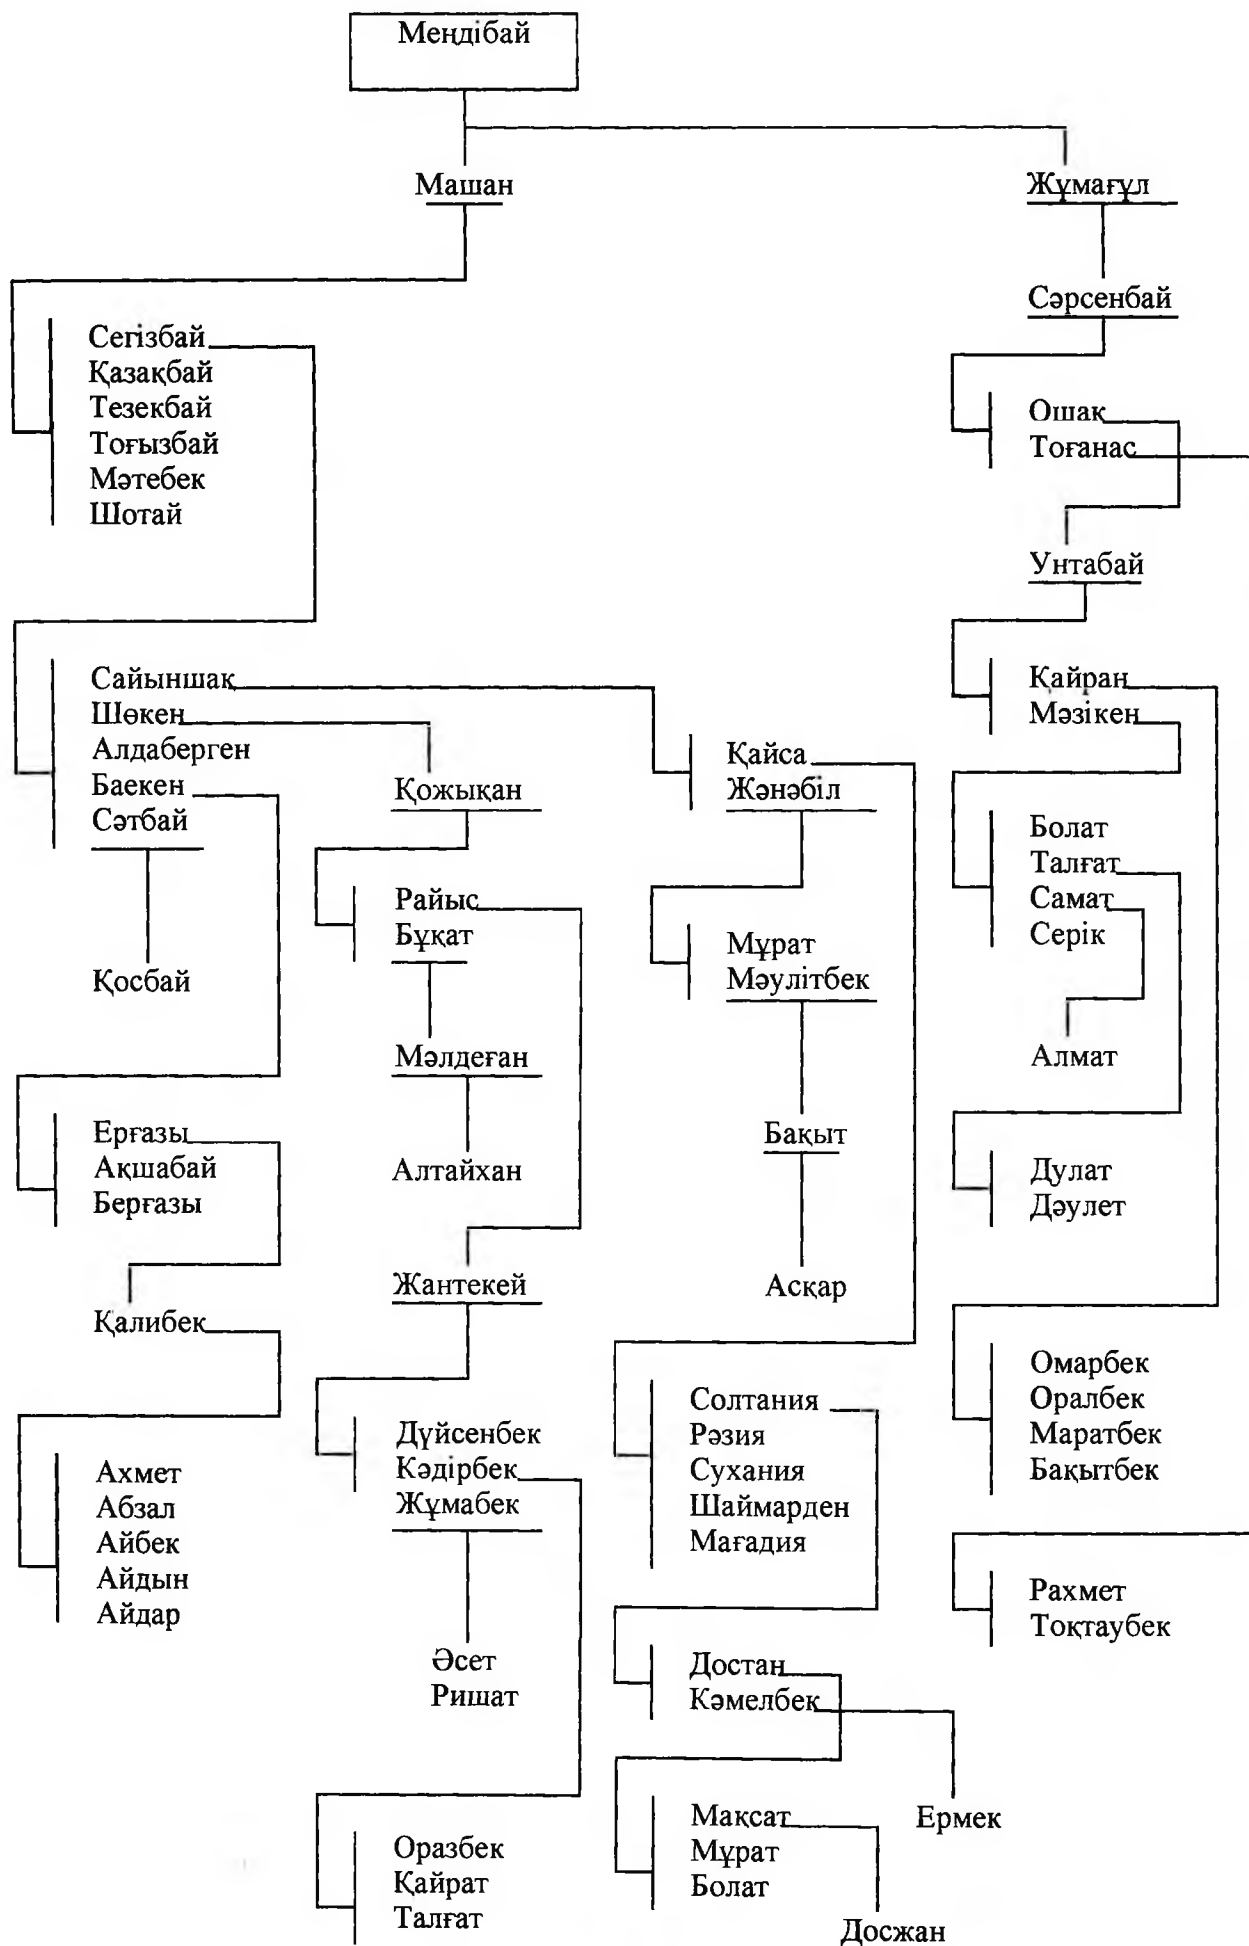 Меңдібай
Машан
Жұмағұл
Сәрсенбай
Сегізбай
Қазақбай
Тезекбай
Тоғызбай
Мәтебек
Шотай
Ошақ
Тоғанас
Унтабай
Сайыншақ
Шөкен
Алдаберген
Баекен
Сәтбай
Қожықан
Қайса
Жәнәбіл
Қайран
Мәзікен
Болат
Талғат
Самат
Серік
Райыс
Бұқат
Мұрат
Мәулітбек
Қосбай
Мәлдеған
Алмат
Ерғазы
Ақшабай
Берғазы
Алтайхан
Бақыт
Дулат
Дәулет
Жантекей
Асқар
Қалибек
Омарбек
Оралбек
Маратбек
Бақытбек
Солтания
Рәзия
Сухания
Шаймарден
Мағадия
Дүйсенбек
Кәдірбек
Жұмабек
Ахмет
Абзал
Айбек
Айдын
Айдар
Рахмет
Тоқтаубек
Әсет
Ришат
Достан
Кәмелбек
Мақсат
Мұрат
Болат
Ермек
Оразбек
Қайрат
Талғат
Досжан